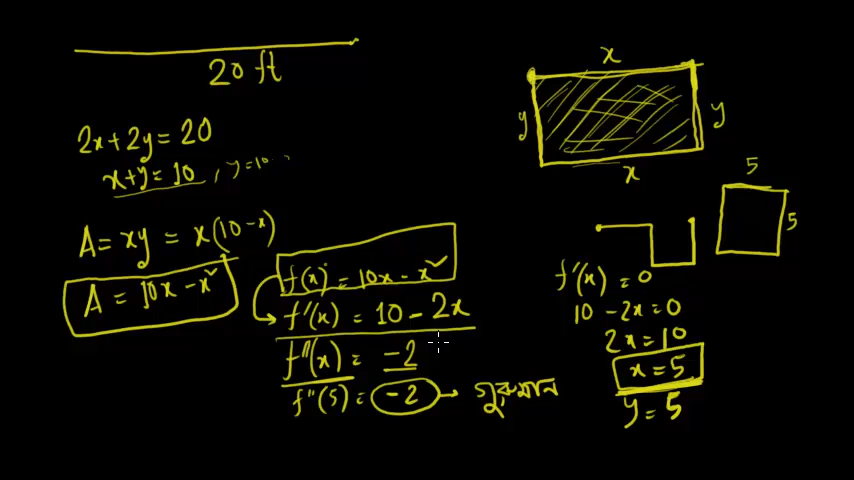 20 ft
2x+2y=20
x+y=10, y=10
A=xy = x(10-x)
A = 10x-x²
f(x) = 10x-x²
f'(x) = 10-2x
f''(x) = -2
f''(5) = -2 → গুরুমান
x
y
y
x
5
5
f'(x) = 0
10-2x=0
2x=10
x=5
y=5